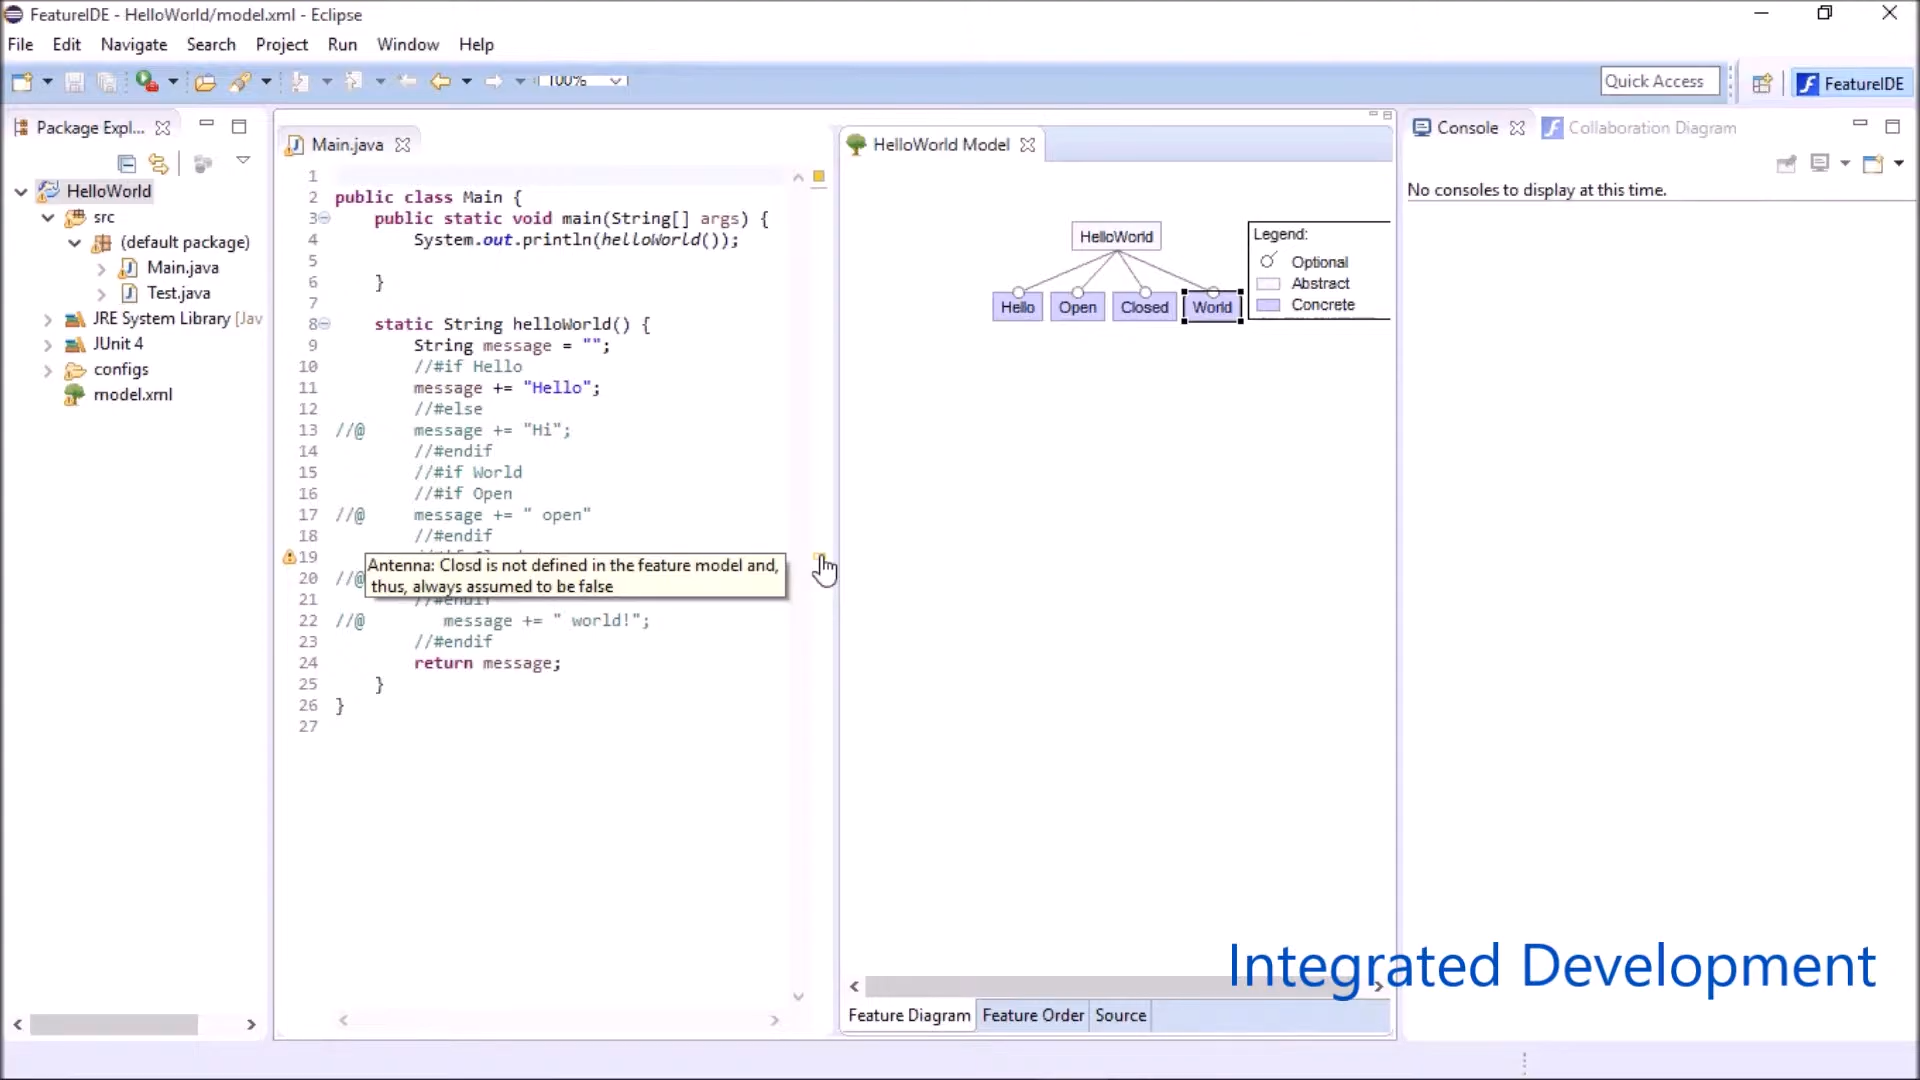 FeatureIDE - HelloWorld/model.xml - Eclipse
File Edit Navigate Search Project Run Window Help
100%
Quick Access
FeatureIDE
Package Expl...
HelloWorld
src
(default package)
Main.java
Test.java
JRE System Library [Jav
JUnit 4
configs
model.xml
Main.java
1
2 public class Main {
3 public static void main(String[] args) {
4 System.out.println(helloWorld());
5
6 }
7
8 static String helloWorld() {
9 String message = "";
10 //#if Hello
11 message += "Hello";
12 //#else
13 //@ message += "Hi";
14 //#endif
15 //#if World
16 //#if Open
17 //@ message += " open"
18 //#endif
19
Antenna: Closd is not defined in the feature model and,
thus, always assumed to be false
20 //@
21 //#endif
22 //@ message += " world!";
23 //#endif
24 return message;
25 }
26 }
27
HelloWorld Model
HelloWorld
Hello Open Closed World
Legend:
Optional
Abstract
Concrete
Feature Diagram Feature Order Source
Console
Collaboration Diagram
No consoles to display at this time.
Integrated Development